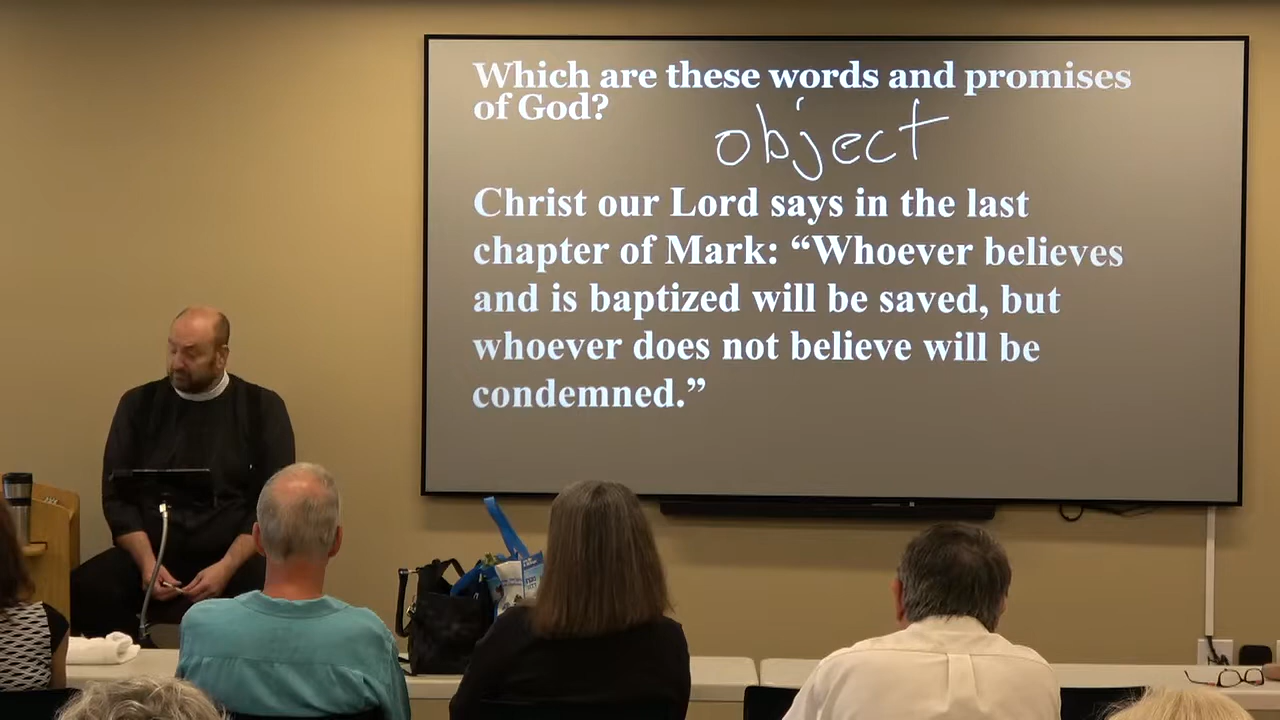 Which are these words and promises
of God?
object
Christ our Lord says in the last
chapter of Mark: “Whoever believes
and is baptized will be saved, but
whoever does not believe will be
condemned.”